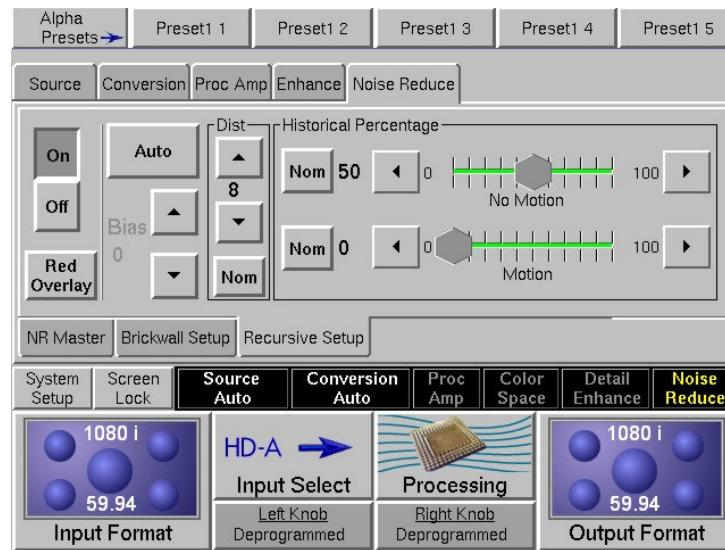 Alpha
Presets
Preset1 1
Preset1 2
Preset1 3
Preset1 4
Preset1 5
Source
Conversion
Proc Amp
Enhance
Noise Reduce
On
Off
Red
Overlay
Auto
Bias
0
Dist
8
Nom
Historical Percentage
Nom 50 0 100
No Motion
Nom 0 0 100
Motion
NR Master
Brickwall Setup
Recursive Setup
System
Setup
Screen
Lock
Source
Auto
Conversion
Auto
Proc
Amp
Color
Space
Detail
Enhance
Noise
Reduce
1080 i
59.94
Input Format
HD-A
Input Select
Left Knob
Deprogrammed
Processing
Right Knob
Deprogrammed
1080 i
59.94
Output Format